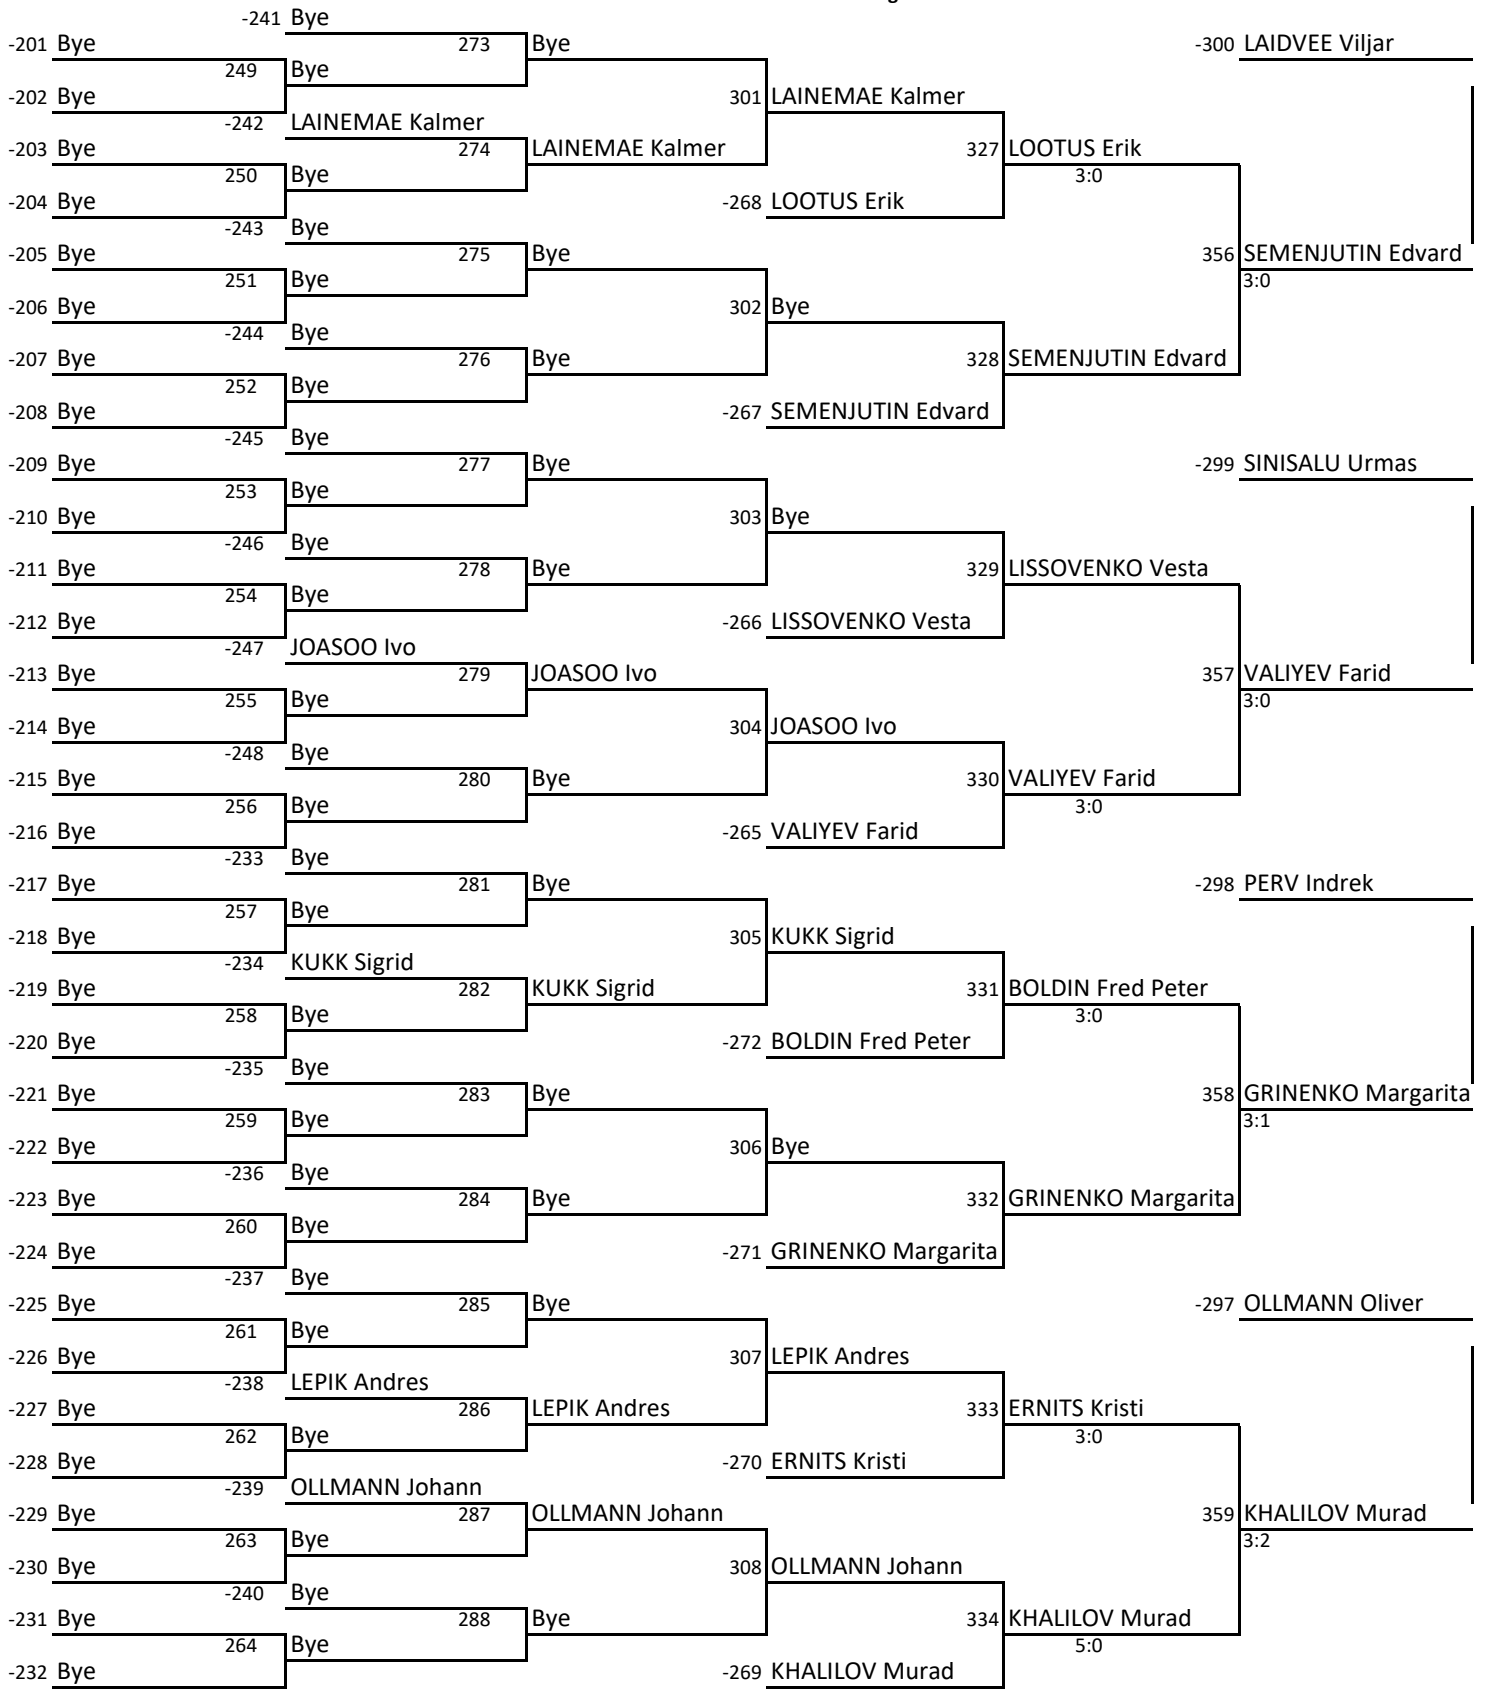 -241 Bye
-201 Bye 273 Bye -300 LAIDVEE Viljar
249 Bye
-202 Bye 301 LAINEMAE Kalmer
-242 LAINEMAE Kalmer
-203 Bye 274 LAINEMAE Kalmer 327 LOOTUS Erik
250 Bye 3:0
-204 Bye -268 LOOTUS Erik
-243 Bye
-205 Bye 275 Bye 356 SEMENJUTIN Edvard
251 Bye 3:0
-206 Bye 302 Bye
-244 Bye
-207 Bye 276 Bye 328 SEMENJUTIN Edvard
252 Bye
-208 Bye -267 SEMENJUTIN Edvard
-245 Bye
-209 Bye 277 Bye -299 SINISALU Urmas
253 Bye
-210 Bye 303 Bye
-246 Bye
-211 Bye 278 Bye 329 LISSOVENKO Vesta
254 Bye
-212 Bye -266 LISSOVENKO Vesta
-247 JOASOO Ivo
-213 Bye 279 JOASOO Ivo 357 VALIYEV Farid
255 Bye 3:0
-214 Bye 304 JOASOO Ivo
-248 Bye
-215 Bye 280 Bye 330 VALIYEV Farid
256 Bye 3:0
-216 Bye -265 VALIYEV Farid
-233 Bye
-217 Bye 281 Bye -298 PERV Indrek
257 Bye
-218 Bye 305 KUKK Sigrid
-234 KUKK Sigrid
-219 Bye 282 KUKK Sigrid 331 BOLDIN Fred Peter
258 Bye 3:0
-220 Bye -272 BOLDIN Fred Peter
-235 Bye
-221 Bye 283 Bye 358 GRINENKO Margarita
259 Bye 3:1
-222 Bye 306 Bye
-236 Bye
-223 Bye 284 Bye 332 GRINENKO Margarita
260 Bye
-224 Bye -271 GRINENKO Margarita
-237 Bye
-225 Bye 285 Bye -297 OLLMANN Oliver
261 Bye
-226 Bye 307 LEPIK Andres
-238 LEPIK Andres
-227 Bye 286 LEPIK Andres 333 ERNITS Kristi
262 Bye 3:0
-228 Bye -270 ERNITS Kristi
-239 OLLMANN Johann
-229 Bye 287 OLLMANN Johann 359 KHALILOV Murad
263 Bye 3:2
-230 Bye 308 OLLMANN Johann
-240 Bye
-231 Bye 288 Bye 334 KHALILOV Murad
264 Bye 5:0
-232 Bye -269 KHALILOV Murad